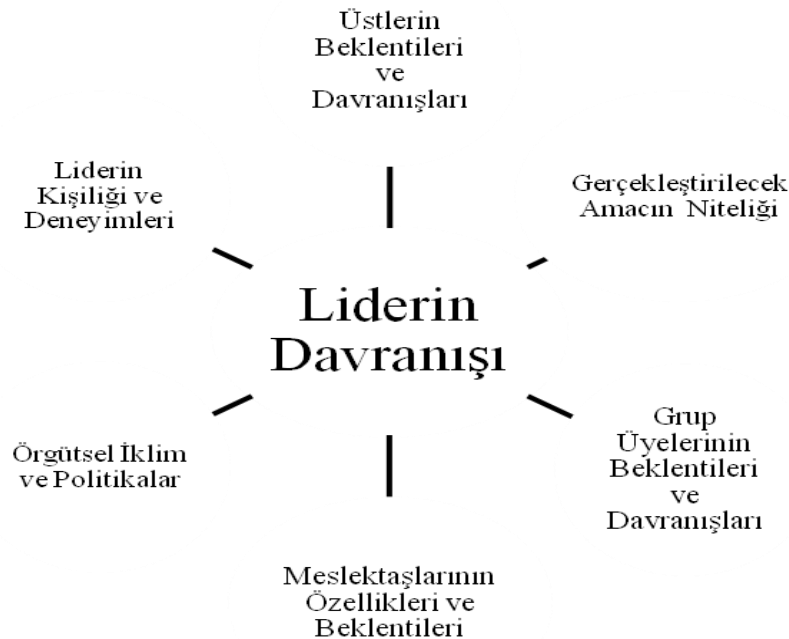 Üstlerin
Beklentileri
ve
Davranışları
Liderin
Kişiliği ve
Deneyimleri
Gerçekleştirilecek
Amacın Niteliği
Liderin
Davranışı
Örgütsel İklim
ve Politikalar
Grup
Üyelerinin
Beklentileri
ve
Davranışları
Meslektaşlarının
Özellikleri ve
Beklentileri